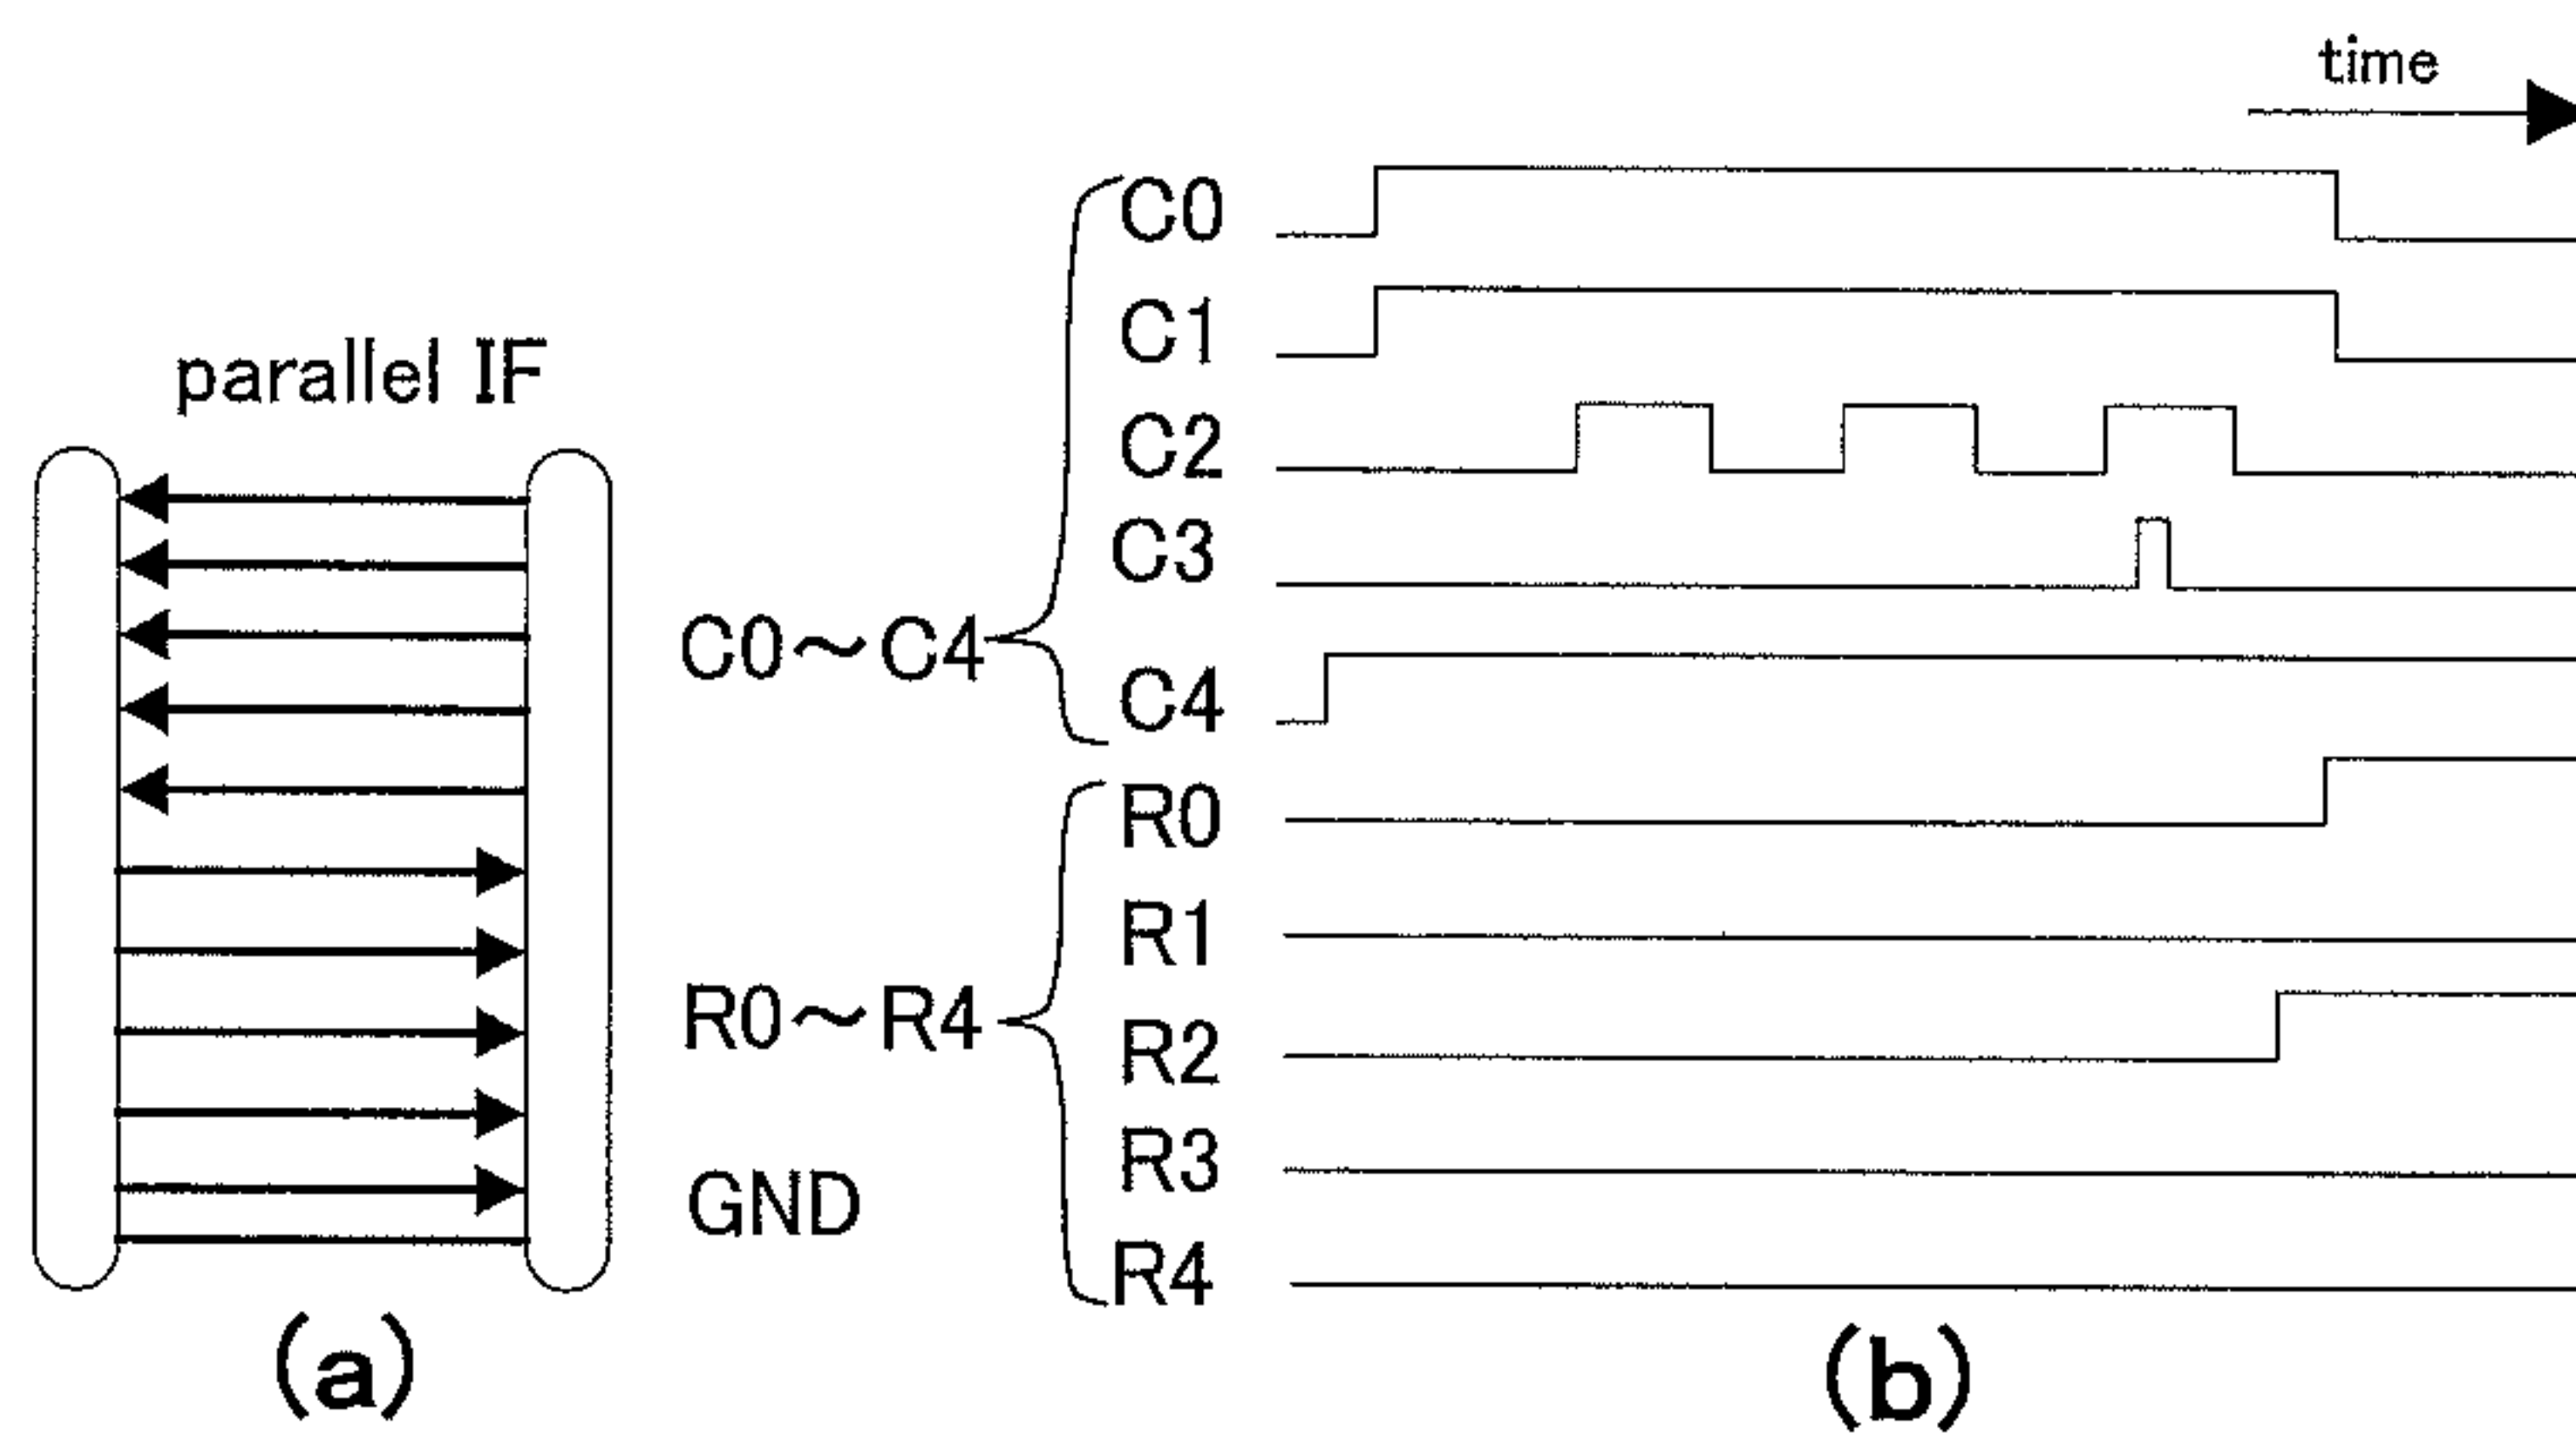 time
parallel IF
C0～C4
R0～R4
GND
C0
C1
C2
C3
C4
R0
R1
R2
R3
R4
(a)
(b)